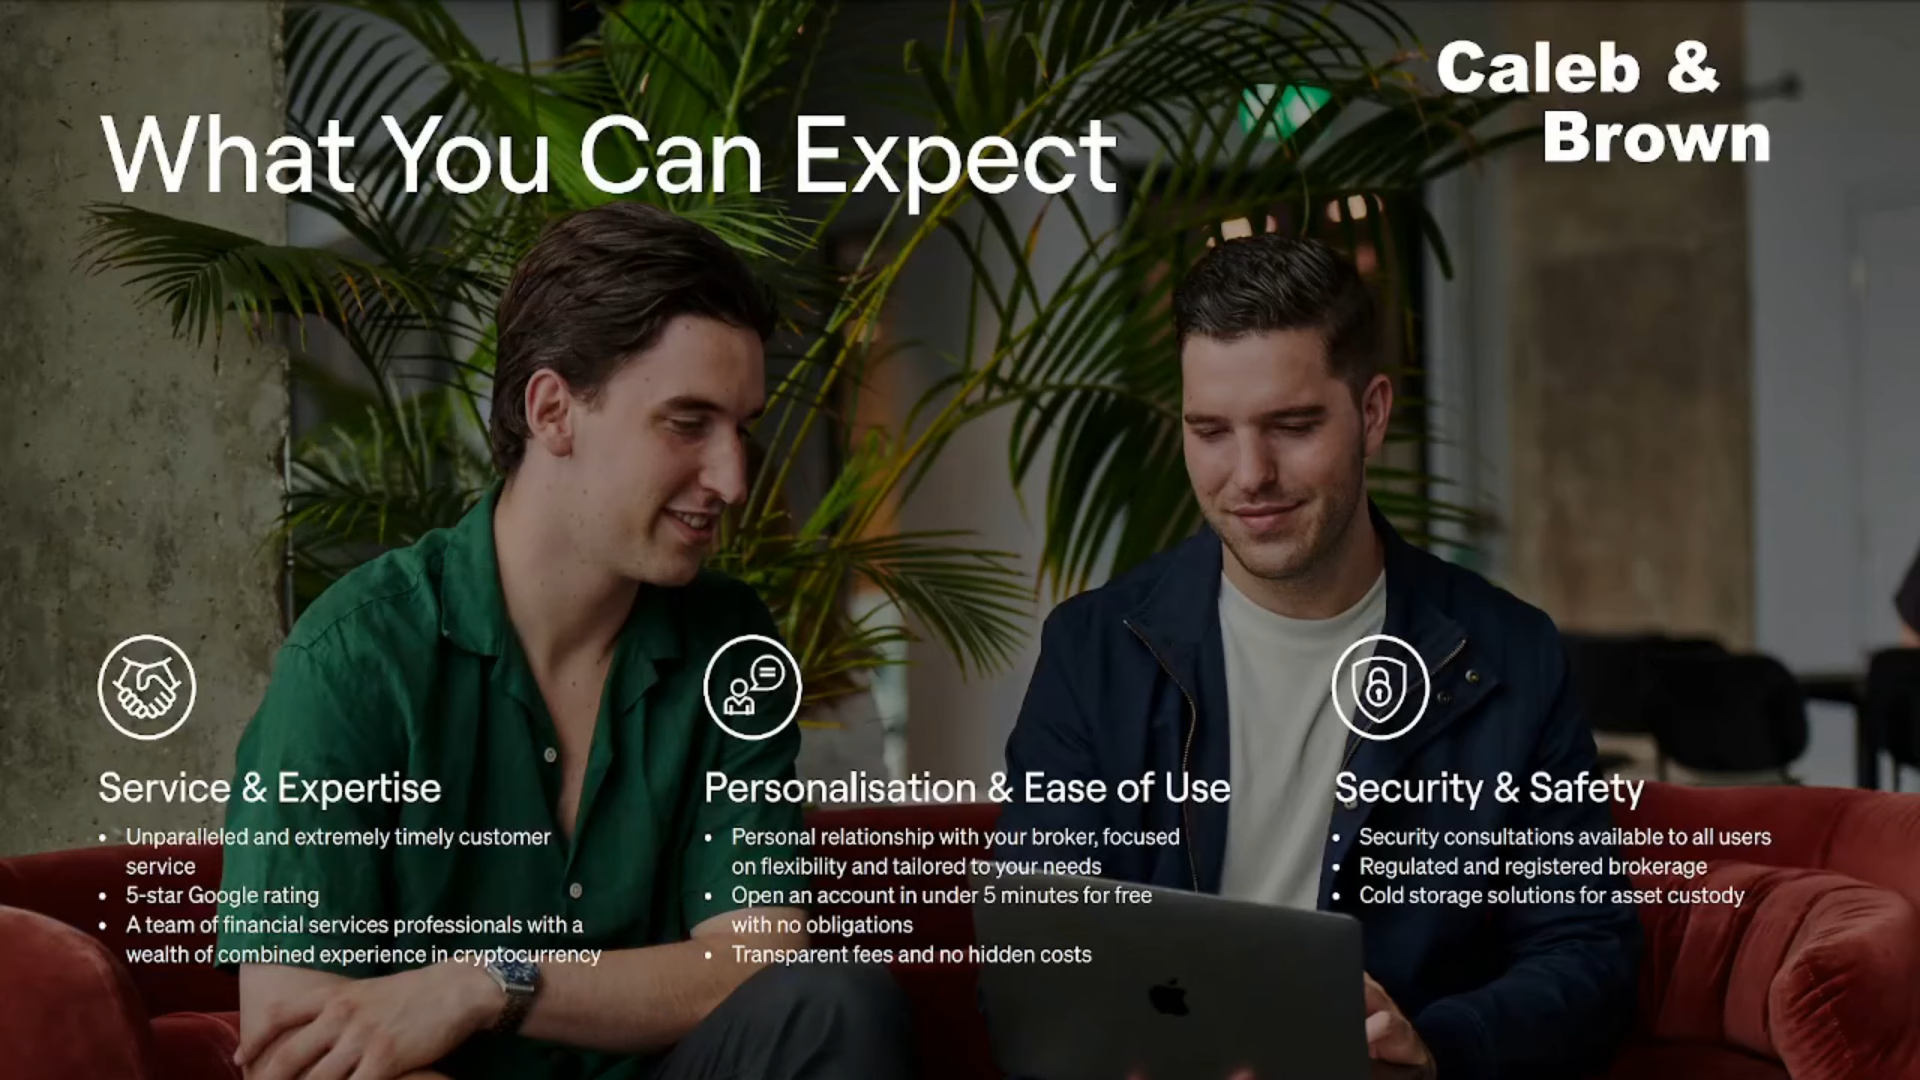 Caleb &
Brown
What You Can Expect
Service & Expertise
• Unparalleled and extremely timely customer
service
• 5-star Google rating
• A team of financial services professionals with a
wealth of combined experience in cryptocurrency
Personalisation & Ease of Use
• Personal relationship with your broker, focused
on flexibility and tailored to your needs
• Open an account in under 5 minutes for free
with no obligations
• Transparent fees and no hidden costs
Security & Safety
• Security consultations available to all users
• Regulated and registered brokerage
• Cold storage solutions for asset custody